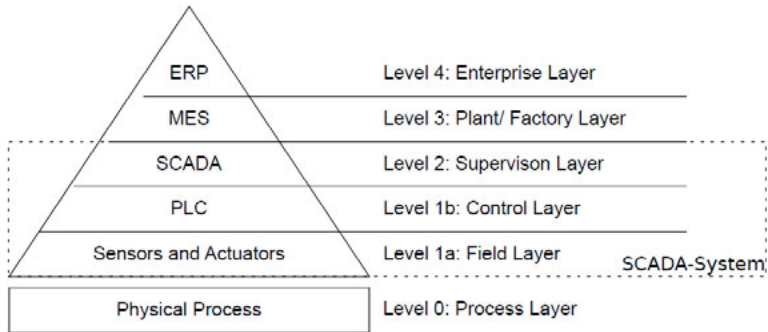 ERP Level 4: Enterprise Layer
MES Level 3: Plant/ Factory Layer
SCADA Level 2: Supervison Layer
PLC Level 1b: Control Layer
Sensors and Actuators Level 1a: Field Layer
SCADA-System
Physical Process Level 0: Process Layer